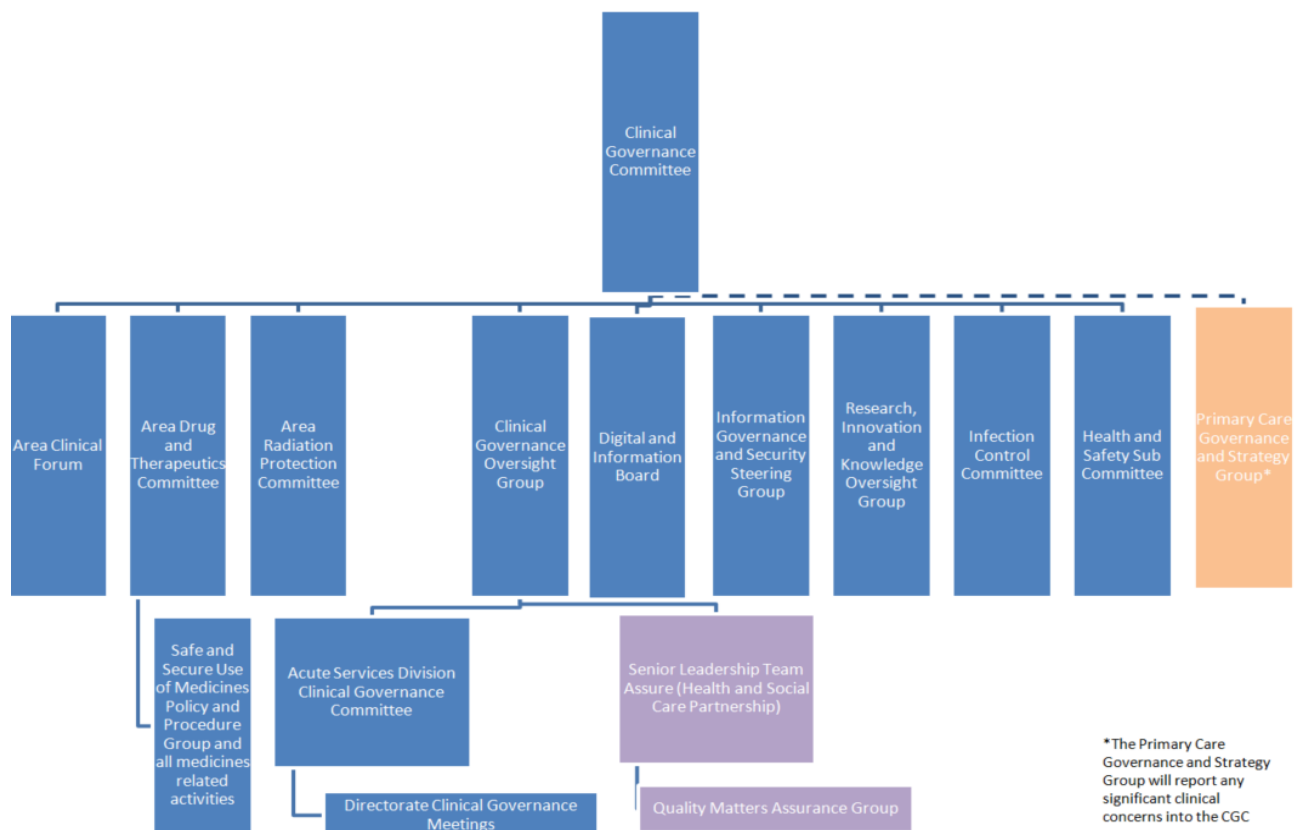 Clinical
Governance
Committee
Area Clinical
Forum
Area Drug
and
Therapeutics
Committee
Area
Radiation
Protection
Committee
Clinical
Governance
Oversight
Group
Digital and
Information
Board
Information
Governance
and Security
Steering
Group
Research,
Innovation
and
Knowledge
Oversight
Group
Infection
Control
Committee
Health and
Safety Sub
Committee
Primary Care
Governance
and Strategy
Group*
Safe and
Secure Use
of Medicines
Policy and
Procedure
Group and
all medicines
related
activities
Acute Services Division
Clinical Governance
Committee
Senior Leadership Team
Assure (Health and Social
Care Partnership)
Directorate Clinical Governance
Meetings
Quality Matters Assurance Group
*The Primary Care
Governance and Strategy
Group will report any
significant clinical
concerns into the CGC